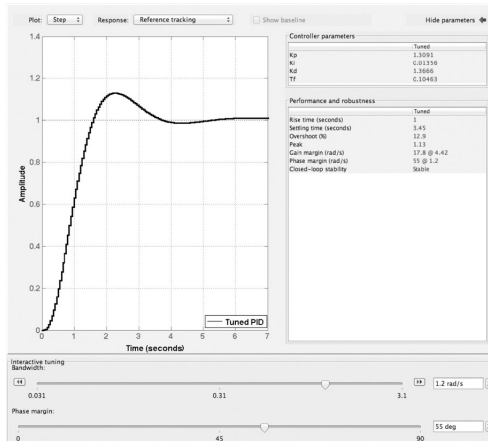 Plot: Step Response: Reference tracking Show baseline Hide parameters
Controller parameters
Tuned
Kp 1.3091
Ki 0.01356
Kd 1.3666
Tf 0.10463
Performance and robustness
Tuned
Rise time (seconds) 1
Settling time (seconds) 3.45
Overshoot (%) 12.9
Peak 1.13
Gain margin (rad/s) 17.8 @ 4.42
Phase margin (rad/s) 55 @ 1.2
Closed-loop stability Stable
Amplitude
1.4
1.2
1
0.8
0.6
0.4
0.2
0
0 1 2 3 4 5 6 7
Time (seconds)
Tuned PID
Interactive tuning
Bandwidth:
0.031 0.31 3.1
1.2 rad/s
Phase margin:
0 45 90
55 deg